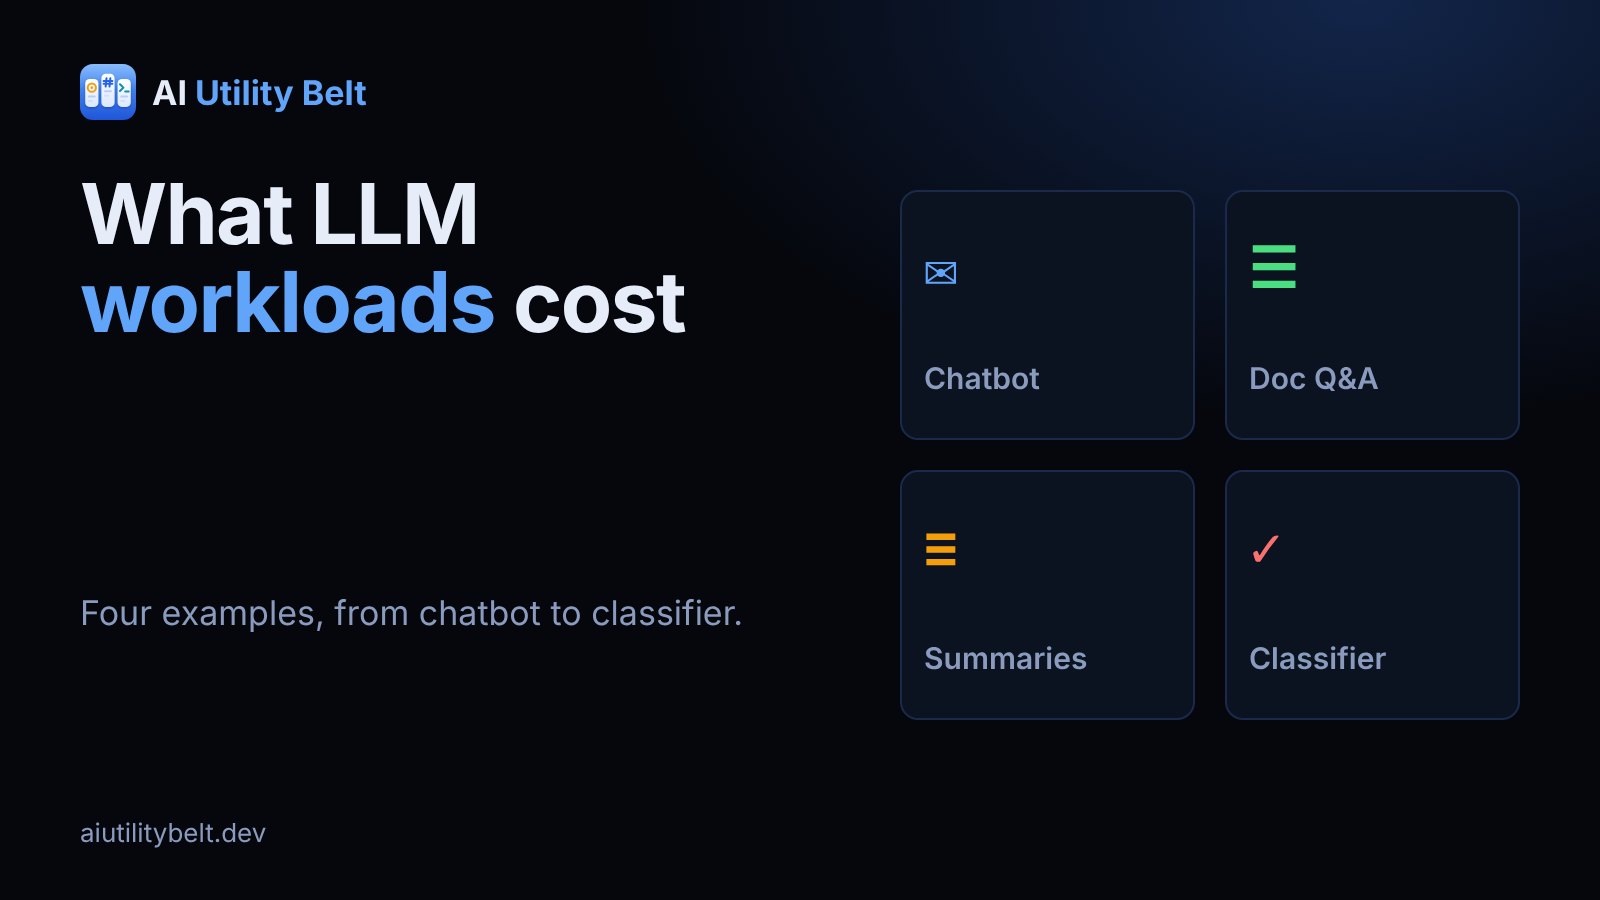 AI Utility Belt
What LLM
workloads cost
Four examples, from chatbot to classifier.
aiutilitybelt.dev
Chatbot
Doc Q&A
Summaries
Classifier